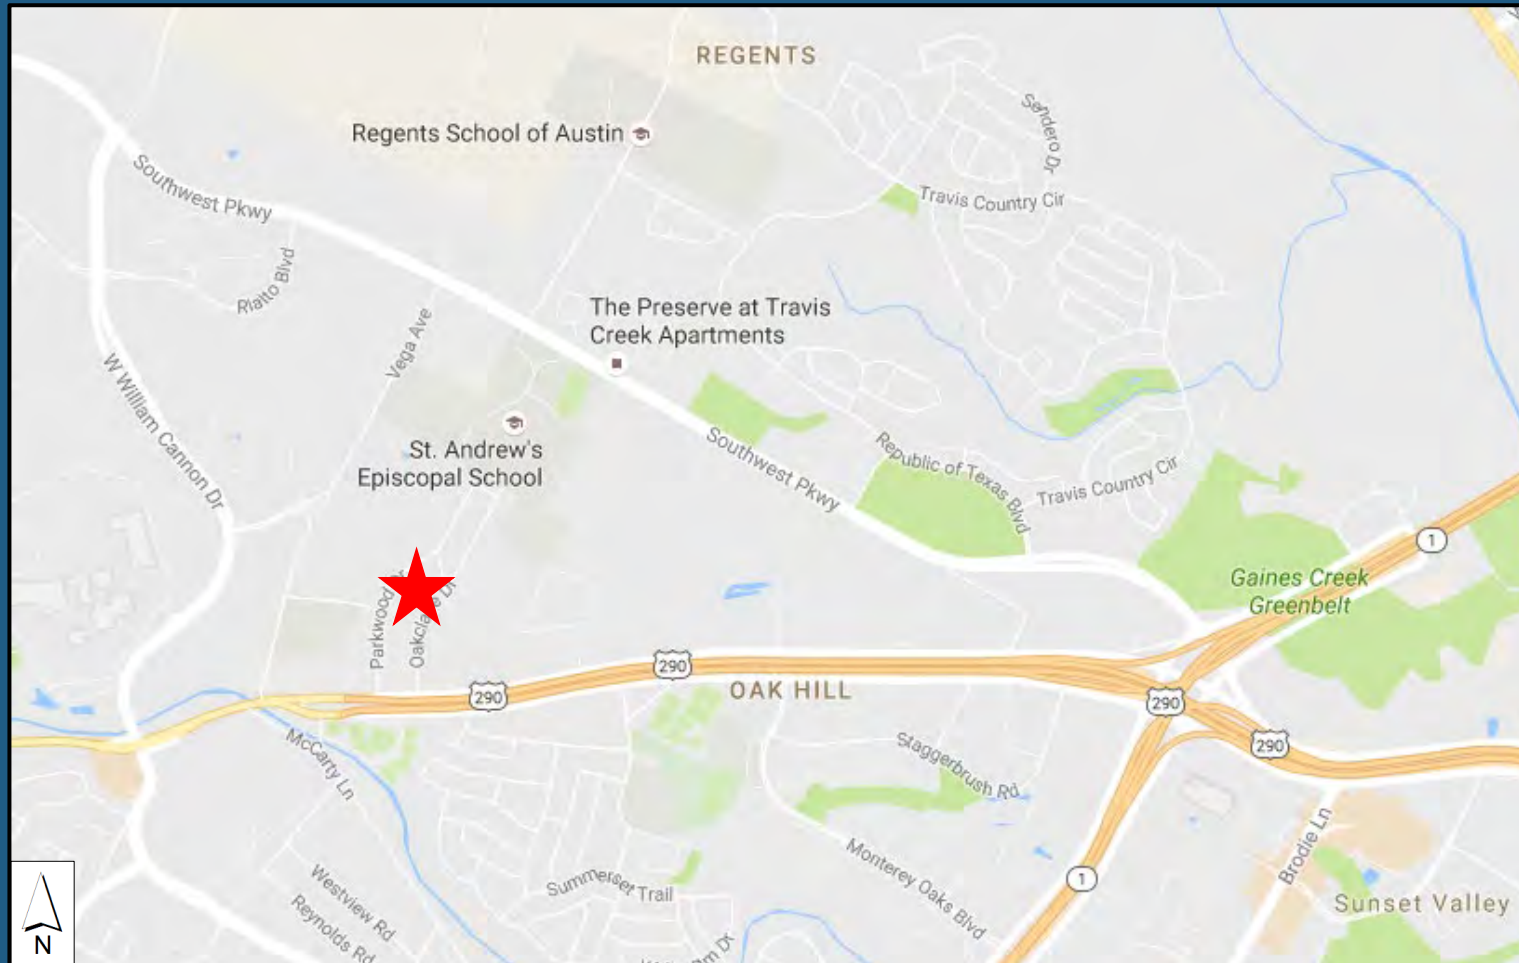 REGENTS
Sendero Dr
Regents School of Austin
Southwest Pkwy
Travis Country Cir
Rialto Blvd
The Preserve at Travis
Creek Apartments
Vega Ave
W William Cannon Dr
St. Andrew's
Episcopal School
Southwest Pkwy
Republic of Texas Blvd
Travis Country Cir
1
Gaines Creek
Greenbelt
Parkwood
290
290
OAK HILL
290
290
McCarty Ln
Staggerbrush Rd
Brodie Ln
Monterey Oaks Blvd
1
Summerset Trail
Westview Rd
Reynolds Rd
Sunset Valley
N